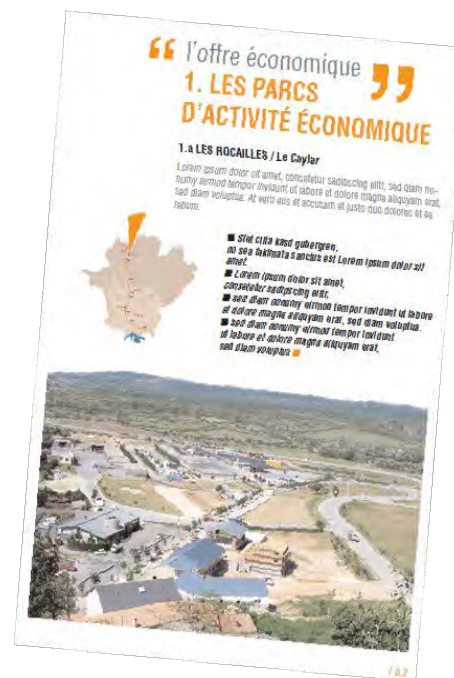 “ l'offre économique ”
1. LES PARCS
D'ACTIVITÉ ÉCONOMIQUE
1.a LES ROCAILLES / Le Caylar
Lorem ipsum dolor sit amet, consetetur sadipscing elitr, sed diam no-
numy eirmod tempor invidunt ut labore et dolore magna aliquyam erat,
sed diam voluptua. At vero eos et accusam et justo duo dolores et ea
rebum.
■ Stet clita kasd gubergren,
no sea takimata sanctus est Lorem ipsum dolor sit
amet.
■ Lorem ipsum dolor sit amet,
consetetur sadipscing elitr,
■ sed diam nonumy eirmod tempor invidunt ut labore
et dolore magna aliquyam erat, sed diam voluptua.
■ sed diam nonumy eirmod tempor invidunt
ut labore et dolore magna aliquyam erat,
sed diam voluptua ■
/ p.2